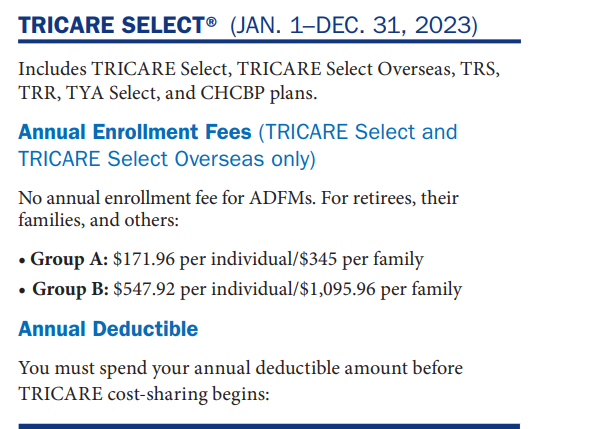 TRICARE SELECT® (JAN. 1–DEC. 31, 2023)
Includes TRICARE Select, TRICARE Select Overseas, TRS,
TRR, TYA Select, and CHCBP plans.
Annual Enrollment Fees (TRICARE Select and
TRICARE Select Overseas only)
No annual enrollment fee for ADFMs. For retirees, their
families, and others:
• Group A: $171.96 per individual/$345 per family
• Group B: $547.92 per individual/$1,095.96 per family
Annual Deductible
You must spend your annual deductible amount before
TRICARE cost-sharing begins: